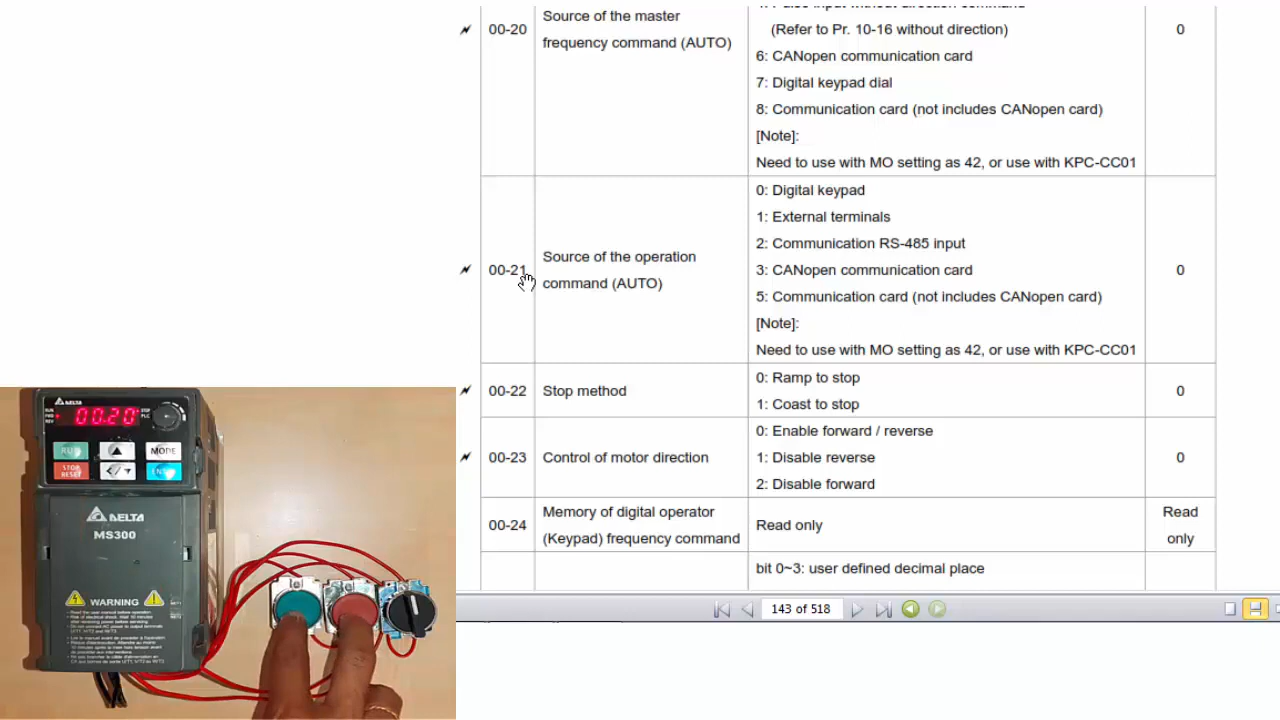 00-20
Source of the master
frequency command (AUTO)
(Refer to Pr. 10-16 without direction)
6: CANopen communication card
7: Digital keypad dial
8: Communication card (not includes CANopen card)
[Note]:
Need to use with MO setting as 42, or use with KPC-CC01
0
00-21
Source of the operation
command (AUTO)
0: Digital keypad
1: External terminals
2: Communication RS-485 input
3: CANopen communication card
5: Communication card (not includes CANopen card)
[Note]:
Need to use with MO setting as 42, or use with KPC-CC01
0
00-22
Stop method
0: Ramp to stop
1: Coast to stop
0
00-23
Control of motor direction
0: Enable forward / reverse
1: Disable reverse
2: Disable forward
0
00-24
Memory of digital operator
(Keypad) frequency command
Read only
Read
only
bit 0~3: user defined decimal place
143 of 518
DELTA
00.20
RUN
MODE
STOP
RESET
DELTA
MS300
WARNING